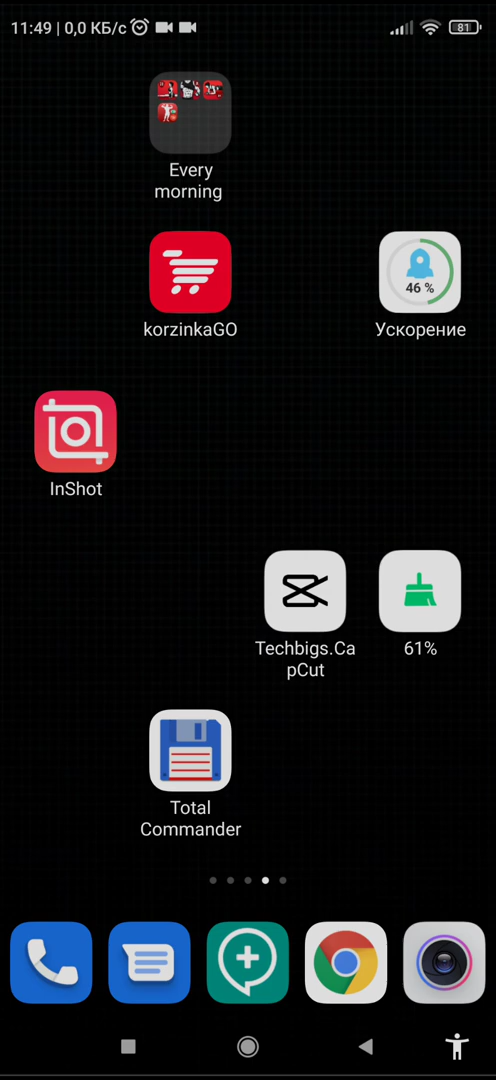 11:49 | 0,0 КБ/с
81
Every
morning
korzinkaGO
46 %
Ускорение
InShot
Techbigs.Ca
pCut
61%
Total
Commander